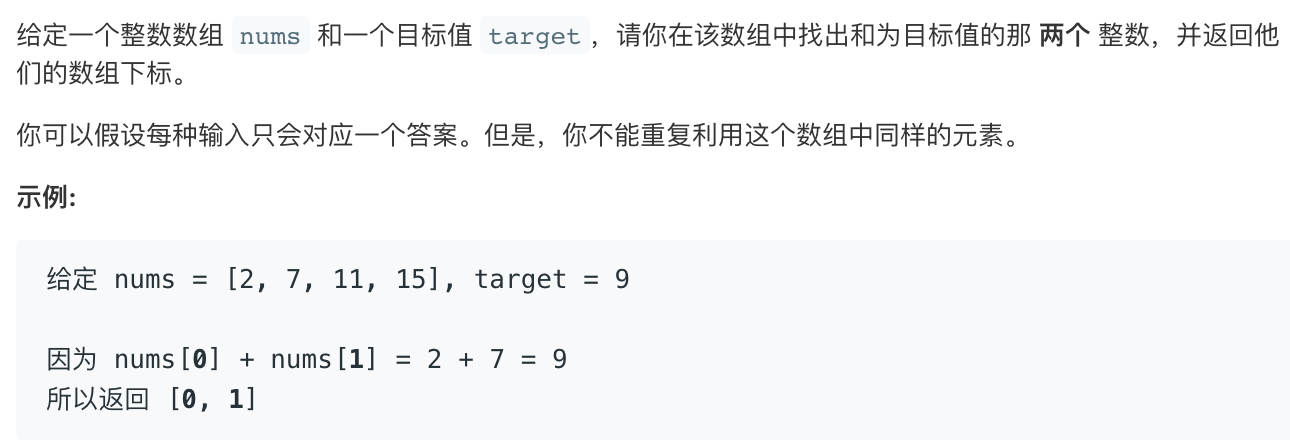 给定一个整数数组 nums 和一个目标值 target，请你在该数组中找出和为目标值的那 两个 整数，并返回他
们的数组下标。
你可以假设每种输入只会对应一个答案。但是，你不能重复利用这个数组中同样的元素。
示例:
给定 nums = [2, 7, 11, 15], target = 9
因为 nums[0] + nums[1] = 2 + 7 = 9
所以返回 [0, 1]